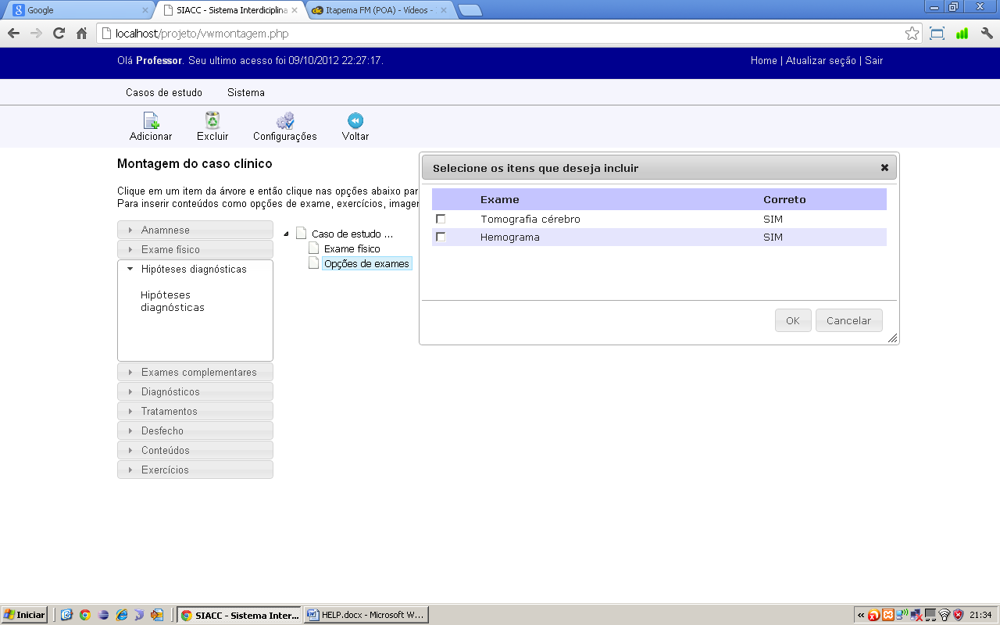 Google
SIACC - Sistema Interdiciplina
Itapema FM (POA) - Vídeos -
localhost/projeto/vwmontagem.php
Olá Professor. Seu ultimo acesso foi 09/10/2012 22:27:17.
Home | Atualizar seção | Sair
Casos de estudo
Sistema
Adicionar
Excluir
Configurações
Voltar
Montagem do caso clínico
Clique em um item da árvore e então clique nas opções abaixo par
Para inserir conteúdos como opções de exame, exercícios, imagen
Anamnese
Exame físico
Hipóteses diagnósticas
Hipóteses
diagnósticas
Exames complementares
Diagnósticos
Tratamentos
Desfecho
Conteúdos
Exercícios
Caso de estudo ...
Exame físico
Opções de exames
Selecione os itens que deseja incluir
Exame Correto
Tomografia cérebro SIM
Hemograma SIM
OK
Cancelar
Iniciar
SIACC - Sistema Inter...
HELP.docx - Microsoft W...
21:34